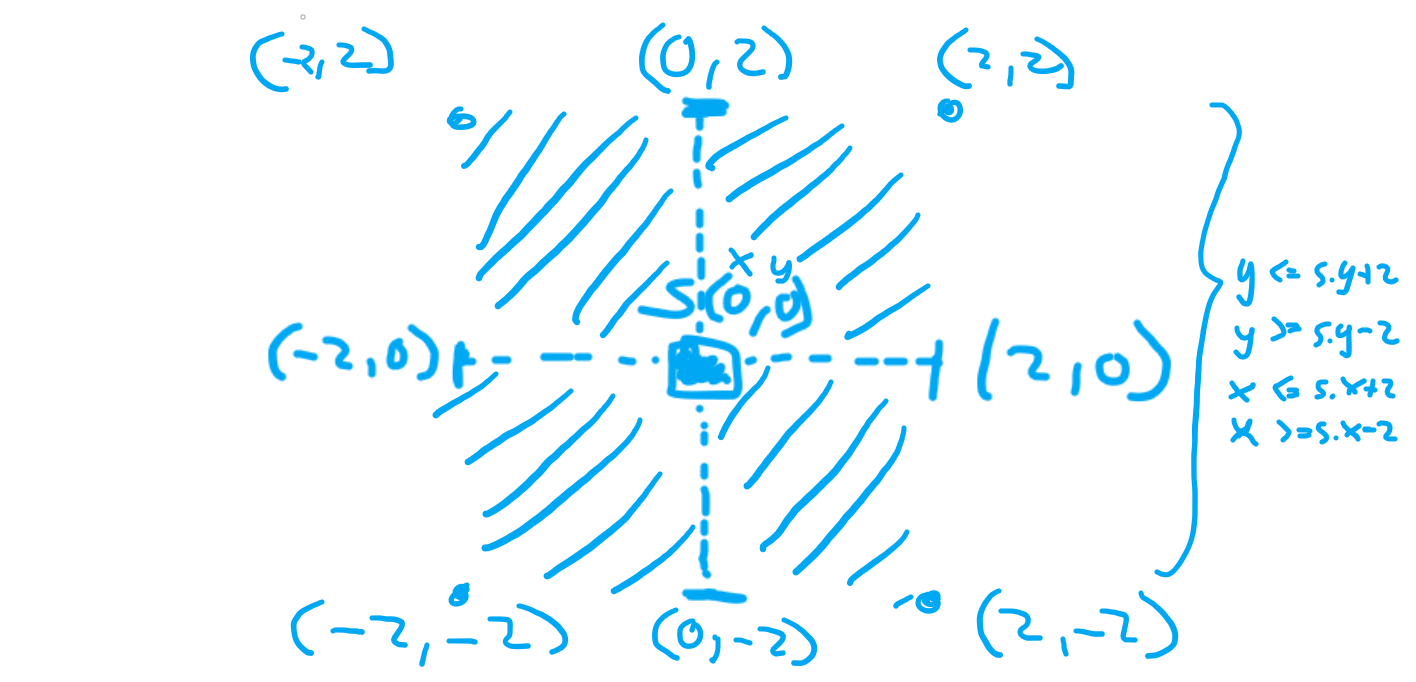 (-2,2) (0,2) (2,2)
x y
S(0,0)
(-2,0) (2,0)
(-2,-2) (0,-2) (2,-2)
y <= s.y+2
y >= s.y-2
x <= s.x+2
x >= s.x-2